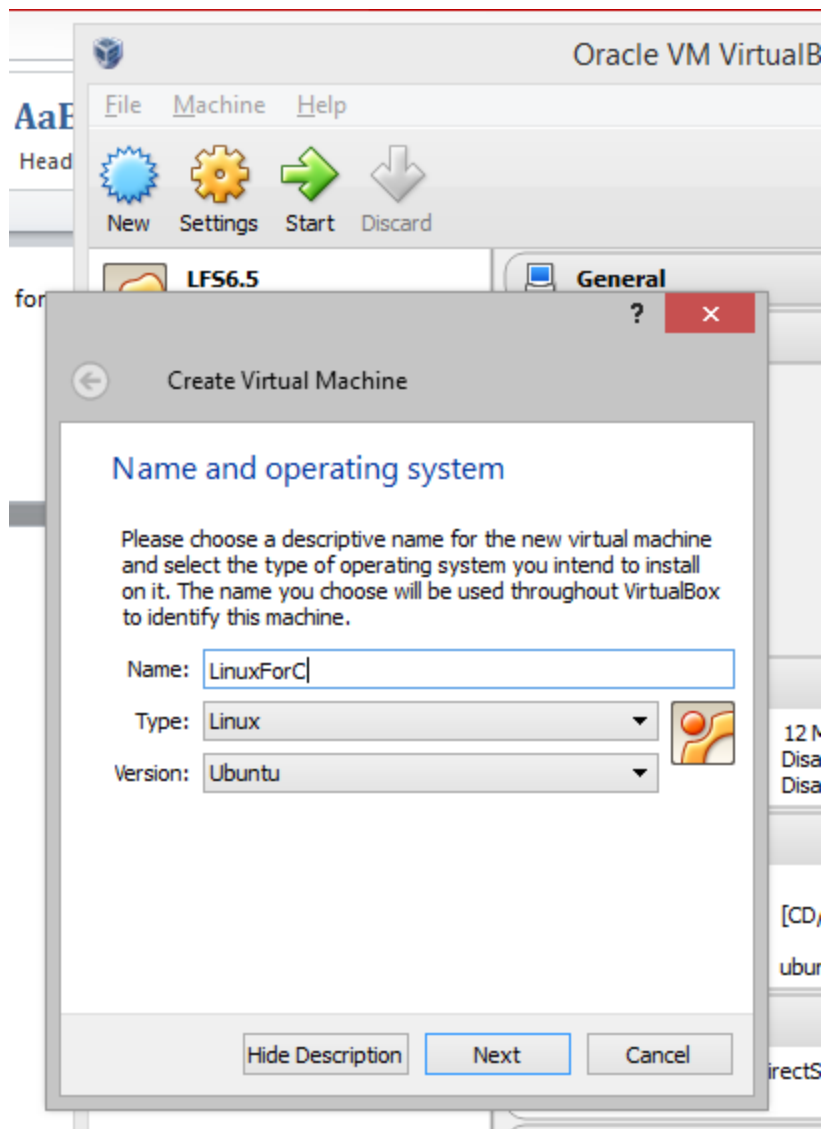 Oracle VM VirtualB
File Machine Help
AaB
Head
New Settings Start Discard
LFS6.5
General
for
?
Create Virtual Machine
Name and operating system
Please choose a descriptive name for the new virtual machine
and select the type of operating system you intend to install
on it. The name you choose will be used throughout VirtualBox
to identify this machine.
Name: LinuxForC
Type: Linux
Version: Ubuntu
12 M
Disa
Disa
[CD/
ubun
Hide Description Next Cancel
irectS